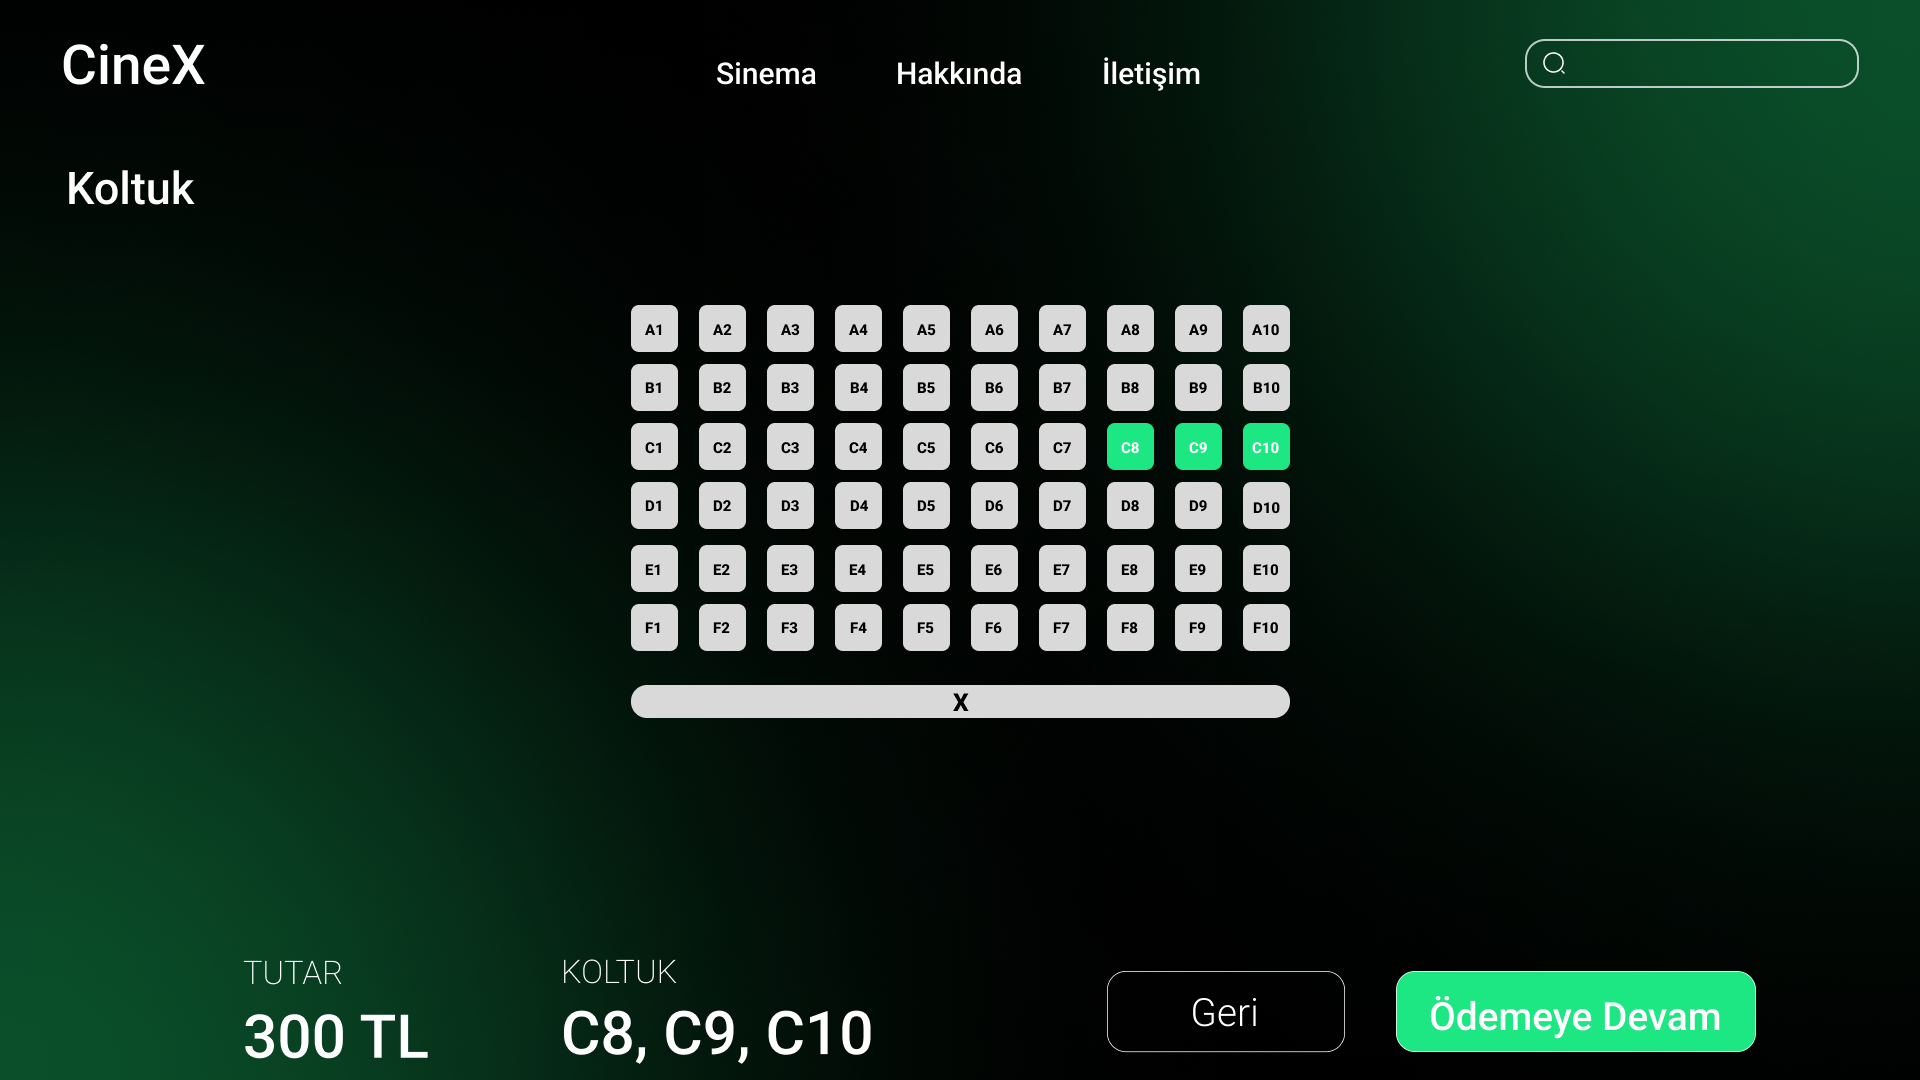 CineX
Sinema Hakkında İletişim
Koltuk
A1 A2 A3 A4 A5 A6 A7 A8 A9 A10
B1 B2 B3 B4 B5 B6 B7 B8 B9 B10
C1 C2 C3 C4 C5 C6 C7 C8 C9 C10
D1 D2 D3 D4 D5 D6 D7 D8 D9 D10
E1 E2 E3 E4 E5 E6 E7 E8 E9 E10
F1 F2 F3 F4 F5 F6 F7 F8 F9 F10
X
TUTAR
300 TL
KOLTUK
C8, C9, C10
Geri
Ödemeye Devam